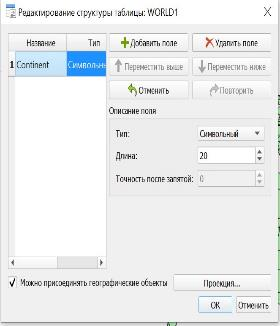 Редактирование структуры таблицы: WORLD1
Название Тип
1 Continent Символьн
Добавить поле Удалить поле
Переместить выше Переместить ниже
Отменить Повторить
Описание поля
Тип: Символьный
Длина: 20
Точность после запятой: 0
Можно присоединять географические объекты Проекция...
OK Отменить